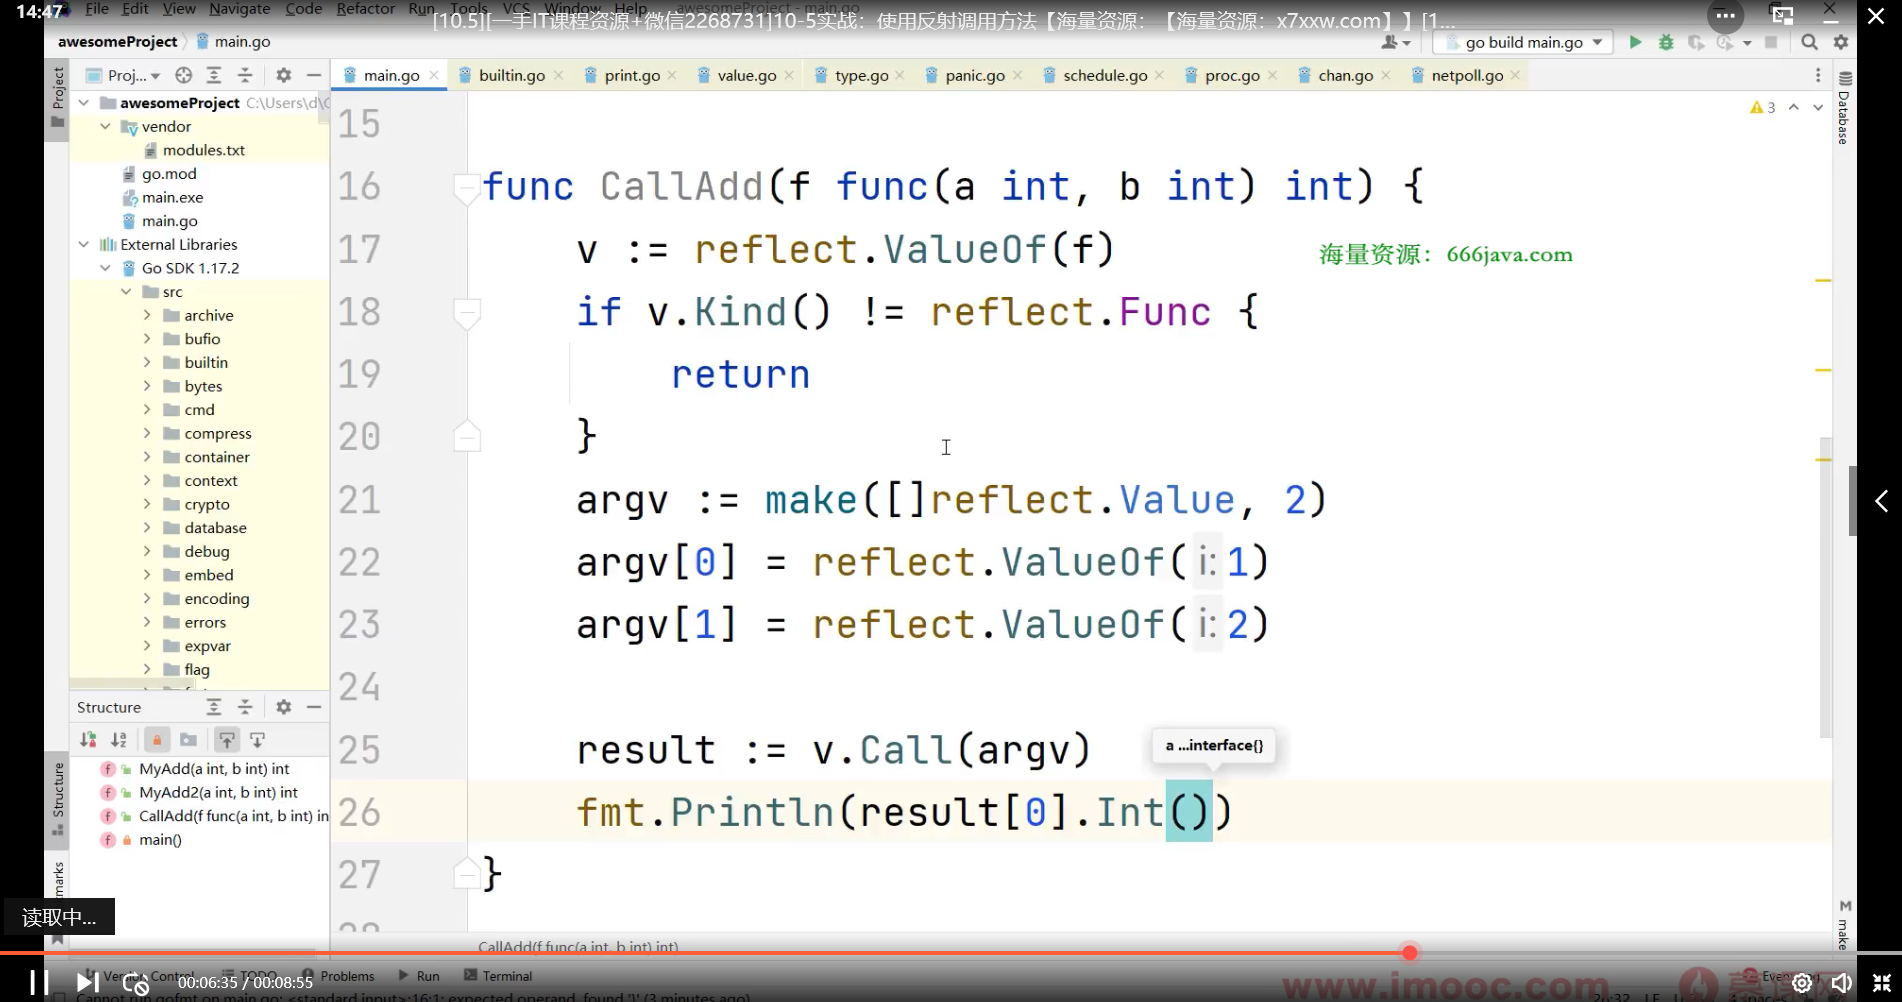 14:47
File Edit View Navigate Code Refactor Run Tools VCS Window Help awesomeProject - main.go
[10.5][一手IT课程资源+微信2268731]10-5实战：使用反射调用方法【海量资源：【海量资源：x7xxw.com】】[1...
awesomeProject main.go
go build main.go
Project
Proj...
main.go
builtin.go
print.go
value.go
type.go
panic.go
schedule.go
proc.go
chan.go
netpoll.go
Database
awesomeProject C:\Users\d\
vendor
modules.txt
go.mod
main.exe
main.go
External Libraries
Go SDK 1.17.2
src
archive
bufio
builtin
bytes
cmd
compress
container
context
crypto
database
debug
embed
encoding
errors
expvar
flag
3
15
16 func CallAdd(f func(a int, b int) int) {
17 v := reflect.ValueOf(f)
海量资源：666java.com
18 if v.Kind() != reflect.Func {
19 return
20 }
21 argv := make([]reflect.Value, 2)
22 argv[0] = reflect.ValueOf( i: 1)
23 argv[1] = reflect.ValueOf( i: 2)
24
25 result := v.Call(argv)
a ...interface{}
26 fmt.Println(result[0].Int())
27 }
28
CallAdd(f func(a int, b int) int)
Structure
Structure
MyAdd(a int, b int) int
MyAdd2(a int, b int) int
CallAdd(f func(a int, b int) in
main()
读取中...
make
Version Control TODO Problems Run Terminal
00:06:35 / 00:08:55
Cannot run gofmt on main.go: <standard input>:16:1: expected operand, found '}' (3 minutes ago)
www.imooc.com